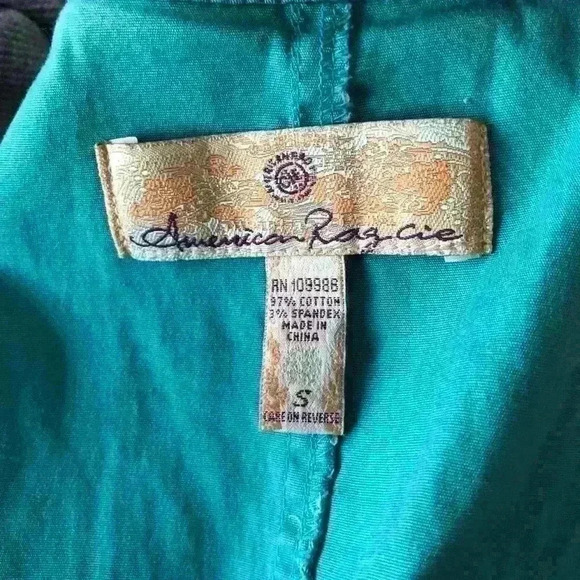 American Rag Cie
RN 109986
97% COTTON
3% SPANDEX
MADE IN
CHINA
S
CARE ON REVERSE